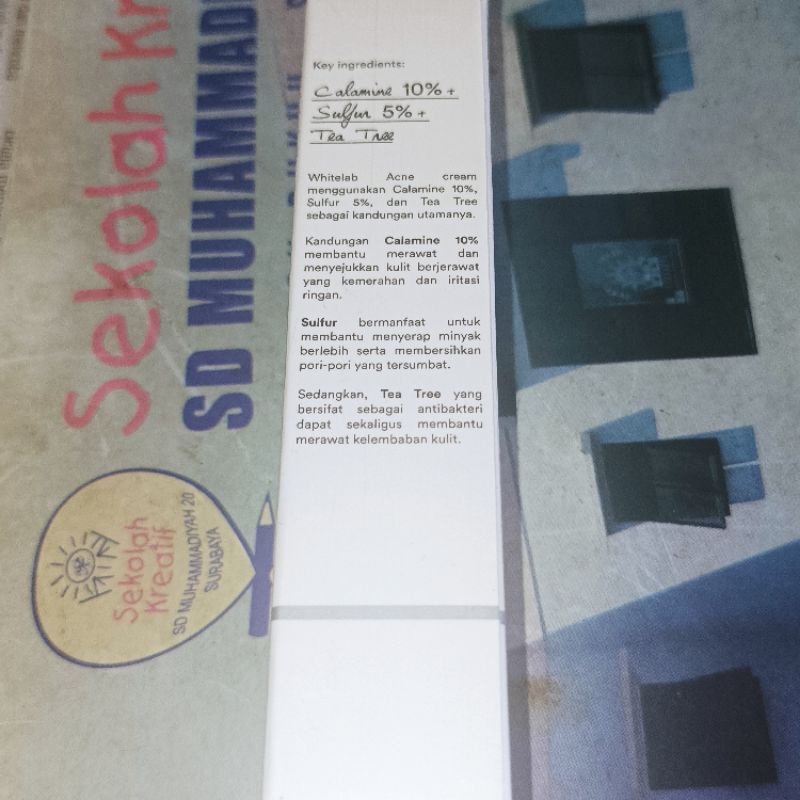 Key ingredients:
Calamine 10% +
Sulfur 5% +
Tea Tree
Whitelab Acne cream
menggunakan Calamine 10%,
Sulfur 5%, dan Tea Tree
sebagai kandungan utamanya.
Kandungan Calamine 10%
membantu merawat dan
menyejukkan kulit berjerawat
yang kemerahan dan iritasi
ringan.
Sulfur bermanfaat untuk
membantu menyerap minyak
berlebih serta membersihkan
pori-pori yang tersumbat.
Sedangkan, Tea Tree yang
bersifat sebagai antibakteri
dapat sekaligus membantu
merawat kelembaban kulit.
Sekolah Kr
SD MUHAMMAD
Sekolah
Kreatif
SD MUHAMMADIYAH 20
SURABAYA